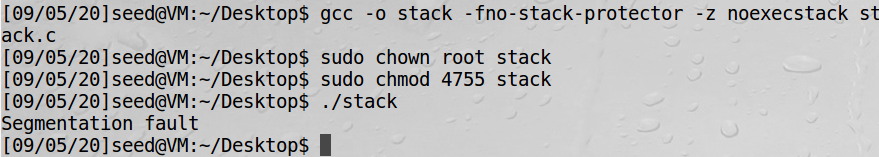 [09/05/20]seed@VM:~/Desktop$ gcc -o stack -fno-stack-protector -z noexecstack st
ack.c
[09/05/20]seed@VM:~/Desktop$ sudo chown root stack
[09/05/20]seed@VM:~/Desktop$ sudo chmod 4755 stack
[09/05/20]seed@VM:~/Desktop$ ./stack
Segmentation fault
[09/05/20]seed@VM:~/Desktop$